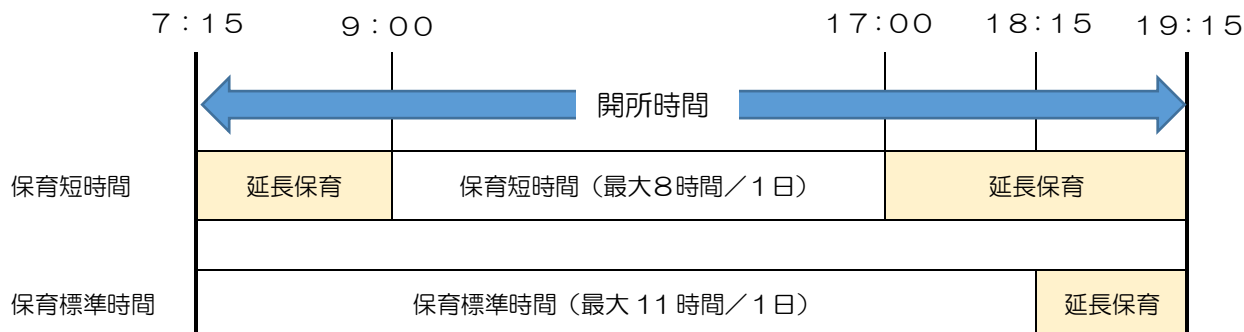 ７：１５ ９：００ １７：００ １８：１５ １９：１５
開所時間
保育短時間 延長保育 保育短時間（最大８時間／１日） 延長保育
保育標準時間 保育標準時間（最大 11 時間／１日） 延長保育